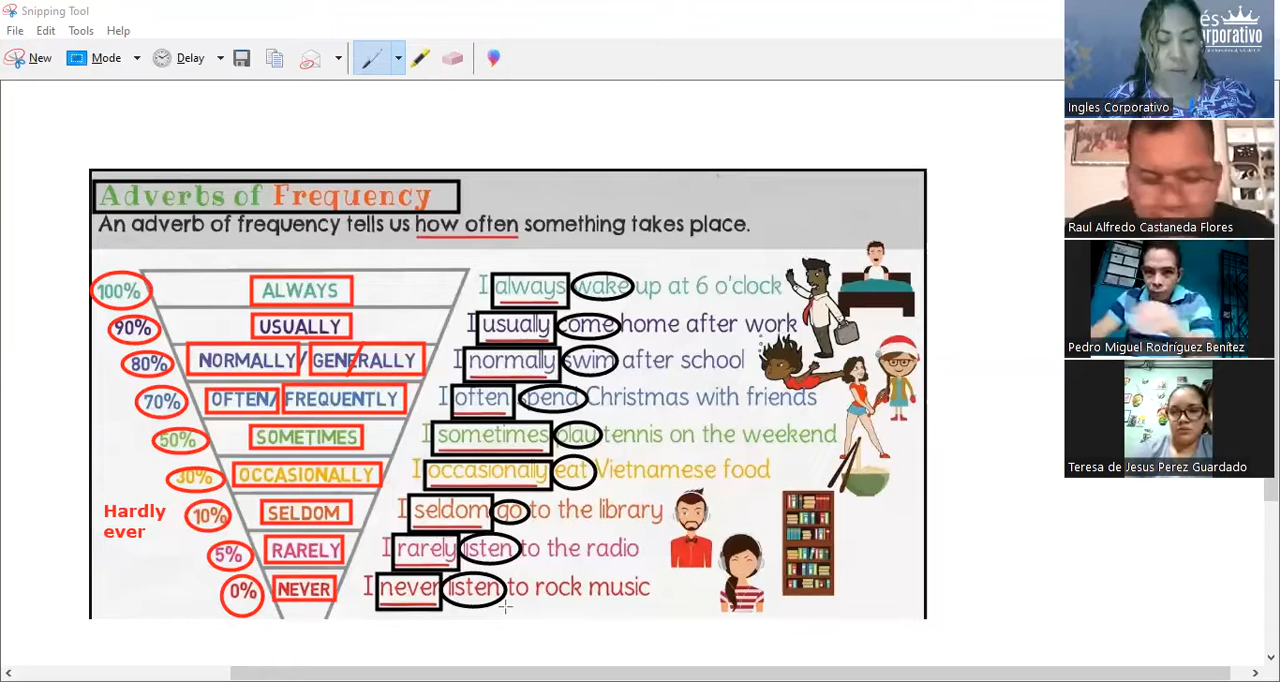 Snipping Tool
File Edit Tools Help
New Mode Delay
és
orporativo
Ingles Corporativo
Raul Alfredo Castaneda Flores
Pedro Miguel Rodríguez Benítez
Teresa de Jesus Perez Guardado
Adverbs of Frequency
An adverb of frequency tells us how often something takes place.
100% ALWAYS I always wake up at 6 o'clock
90% USUALLY I usually come home after work
80% NORMALLY/GENERALLY I normally swim after school
70% OFTEN/FREQUENTLY I often spend Christmas with friends
50% SOMETIMES I sometimes play tennis on the weekend
30% OCCASIONALLY I occasionally eat Vietnamese food
Hardly
ever
10% SELDOM I seldom go to the library
5% RARELY I rarely listen to the radio
0% NEVER I never listen to rock music